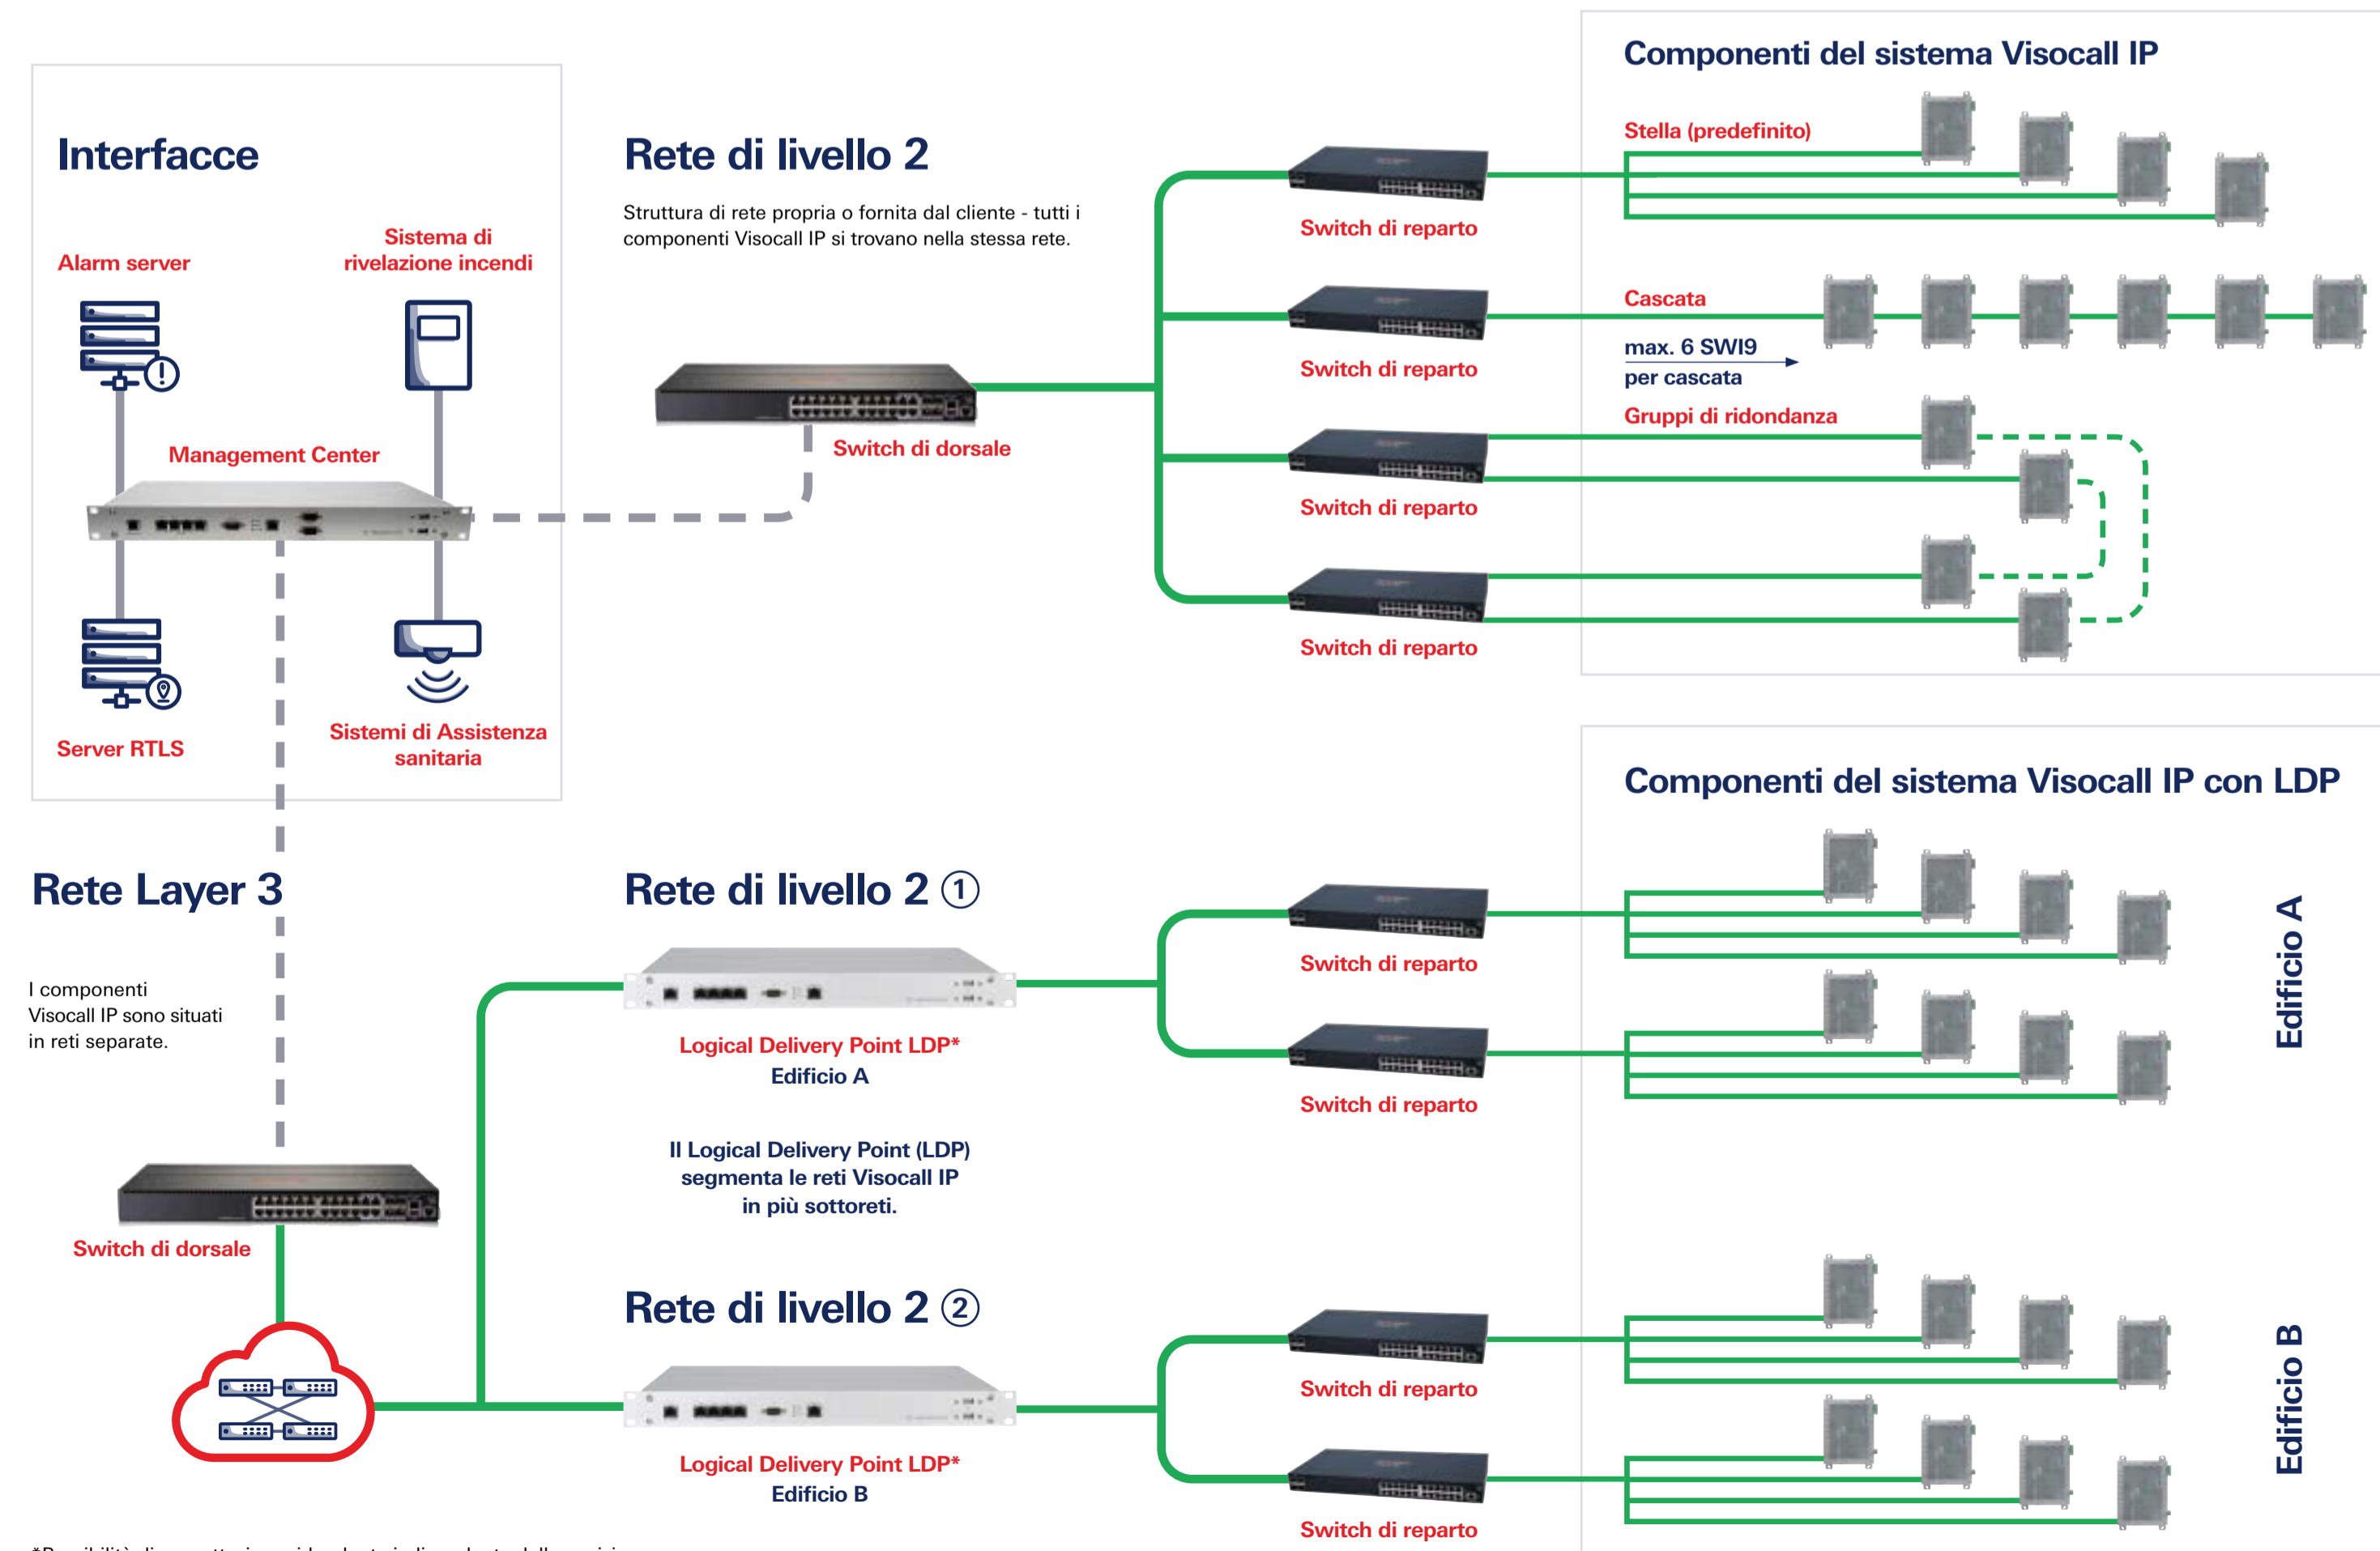 Interfacce
Alarm server
Sistema di
rivelazione incendi
Management Center
Server RTLS
Sistemi di Assistenza
sanitaria
Rete di livello 2
Struttura di rete propria o fornita dal cliente - tutti i
componenti Visocall IP si trovano nella stessa rete.
Switch di dorsale
Switch di reparto
Switch di reparto
Switch di reparto
Switch di reparto
Componenti del sistema Visocall IP
Stella (predefinito)
Cascata
max. 6 SWI9
per cascata
Gruppi di ridondanza
Rete Layer 3
I componenti
Visocall IP sono situati
in reti separate.
Switch di dorsale
Rete di livello 2 ①
Logical Delivery Point LDP*
Edificio A
Il Logical Delivery Point (LDP)
segmenta le reti Visocall IP
in più sottoreti.
Rete di livello 2 ②
Logical Delivery Point LDP*
Edificio B
Switch di reparto
Switch di reparto
Switch di reparto
Switch di reparto
Componenti del sistema Visocall IP con LDP
Edificio A
Edificio B